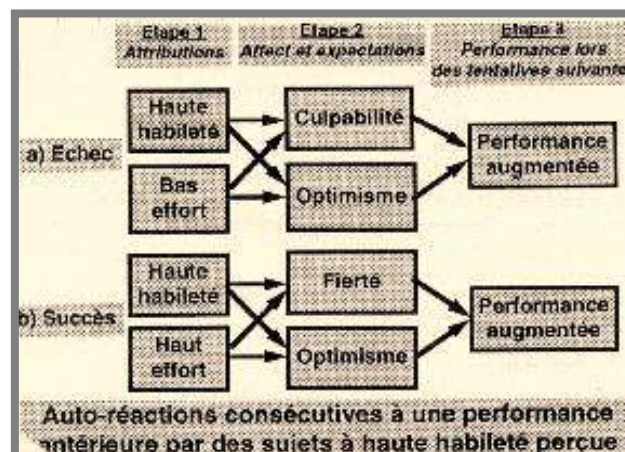 Etape 1 Etape 2 Etape 3
Attributions Affect et expectations Performance lors
des tentatives suivante
Haute
habileté
Culpabilité
a) Echec
Performance
augmentée
Bas
effort
Optimisme
Haute
habileté
Fierté
b) Succès
Performance
augmentée
Haut
effort
Optimisme
Auto-réactions consécutives à une performance
antérieure par des sujets à haute habileté perçue